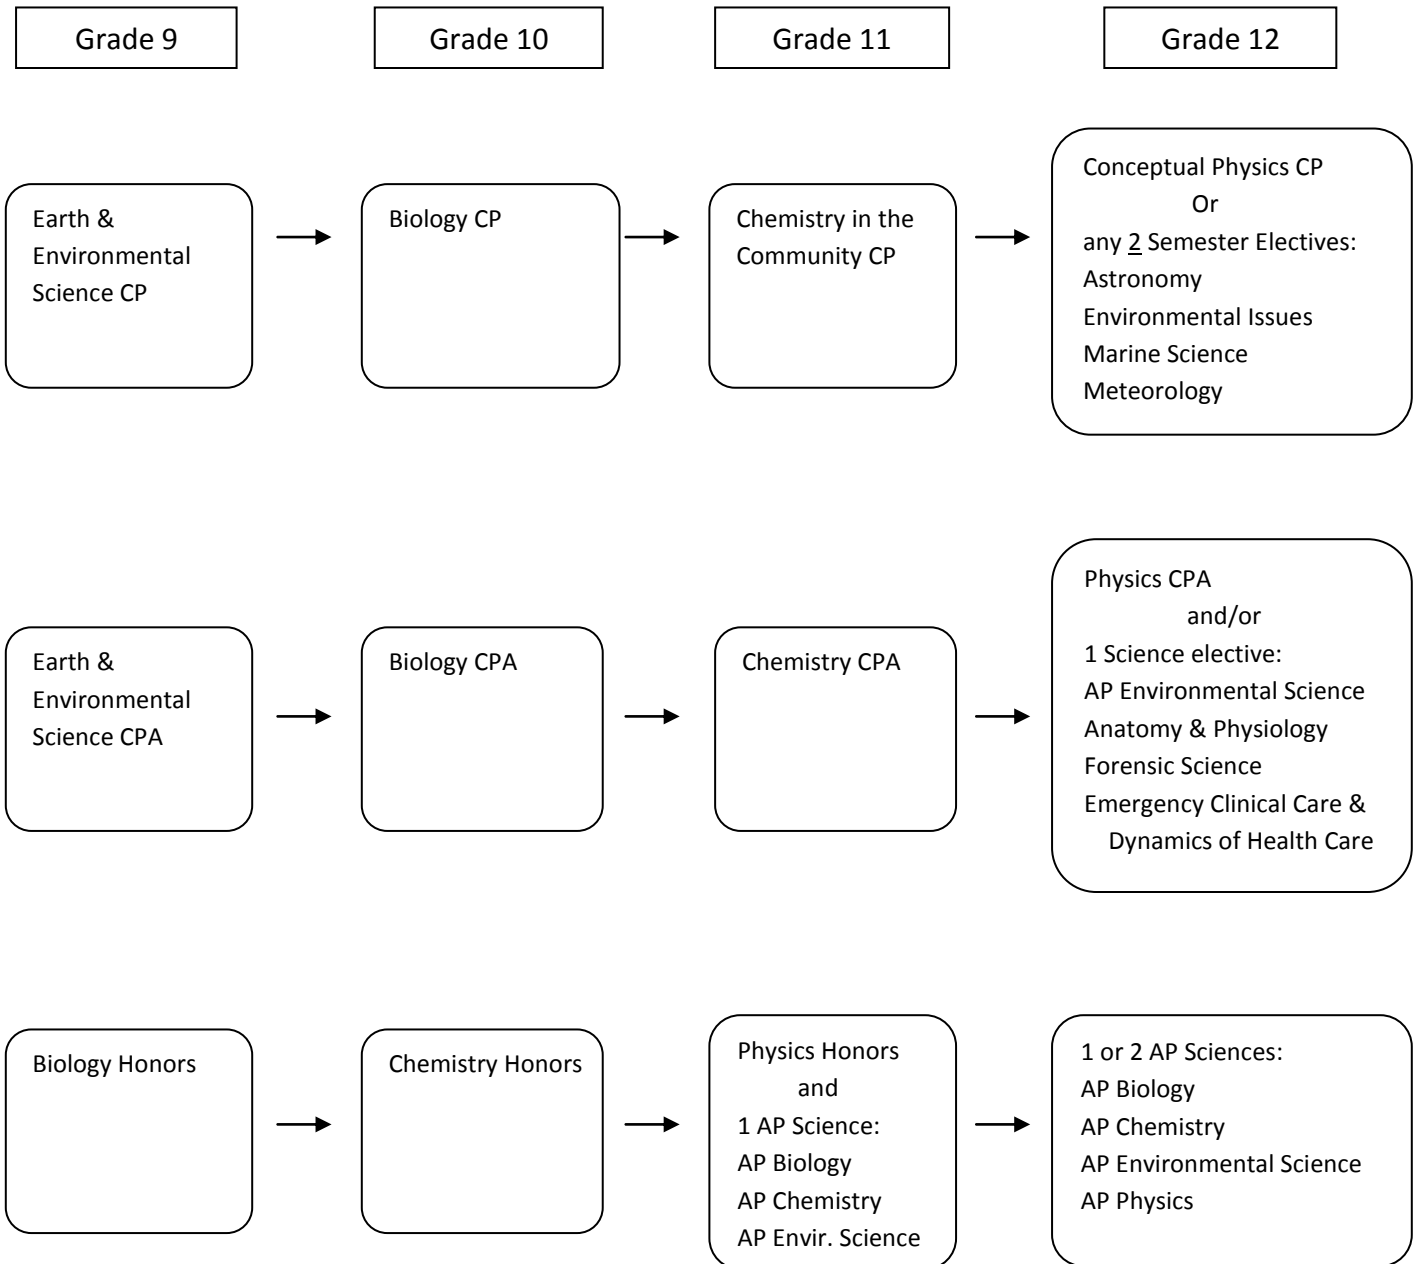 Grade 9
Grade 10
Grade 11
Grade 12
Earth &
Environmental
Science CP
Biology CP
Chemistry in the
Community CP
Conceptual Physics CP
Or
any 2 Semester Electives:
Astronomy
Environmental Issues
Marine Science
Meteorology
Earth &
Environmental
Science CPA
Biology CPA
Chemistry CPA
Physics CPA
and/or
1 Science elective:
AP Environmental Science
Anatomy & Physiology
Forensic Science
Emergency Clinical Care &
Dynamics of Health Care
Biology Honors
Chemistry Honors
Physics Honors
and
1 AP Science:
AP Biology
AP Chemistry
AP Envir. Science
1 or 2 AP Sciences:
AP Biology
AP Chemistry
AP Environmental Science
AP Physics